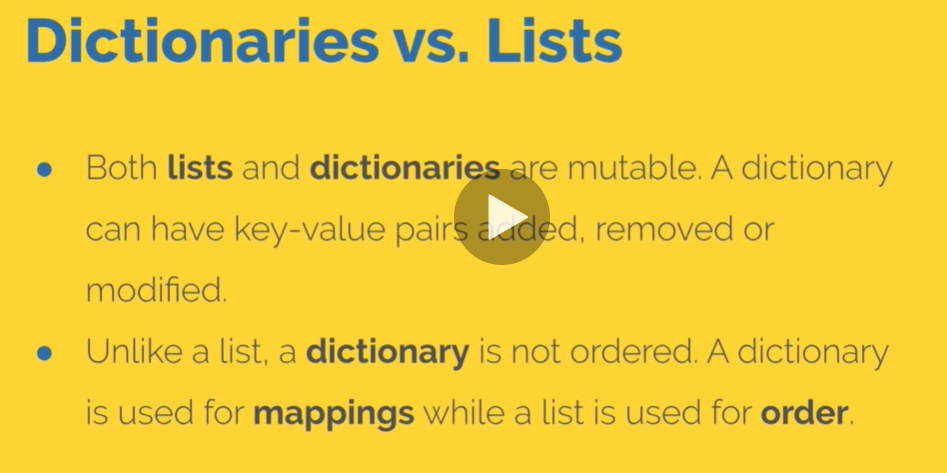 Dictionaries vs. Lists
● Both lists and dictionaries are mutable. A dictionary
can have key-value pairs added, removed or
modified.
● Unlike a list, a dictionary is not ordered. A dictionary
is used for mappings while a list is used for order.